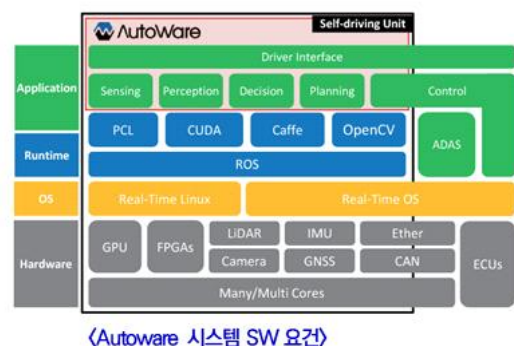 Self-driving Unit
AutoWare
Driver Interface
Application
Sensing Perception Decision Planning Control
PCL CUDA Caffe OpenCV
ADAS
Runtime
ROS
OS Real-Time Linux Real-Time OS
LiDAR IMU Ether
GPU FPGAs
Hardware
Camera GNSS CAN
ECUs
Many/Multi Cores
〈Autoware 시스템 SW 요건〉